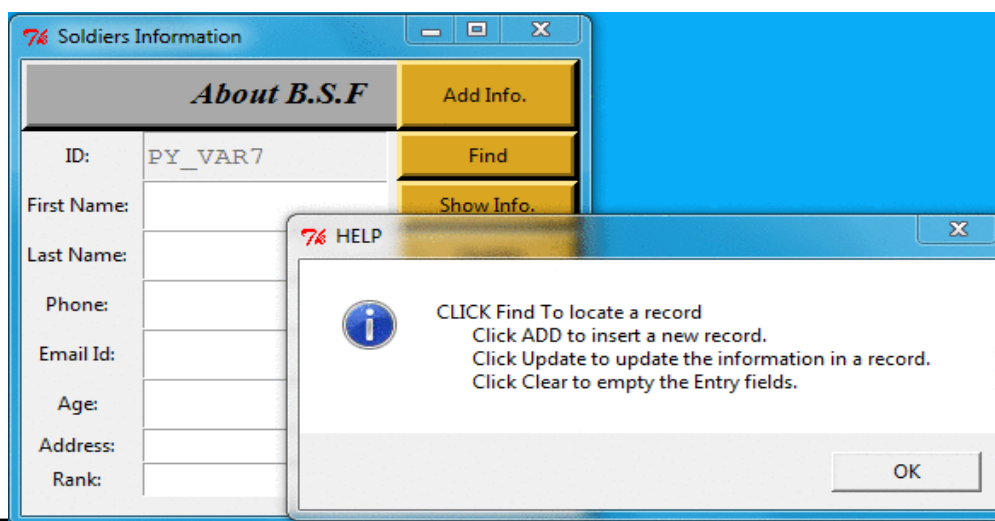 Soldiers Information
About B.S.F
Add Info.
ID:
PY_VAR7
Find
First Name:
Show Info.
Last Name:
Phone:
Email Id:
Age:
Address:
Rank:
HELP
CLICK Find To locate a record
Click ADD to insert a new record.
Click Update to update the information in a record.
Click Clear to empty the Entry fields.
OK